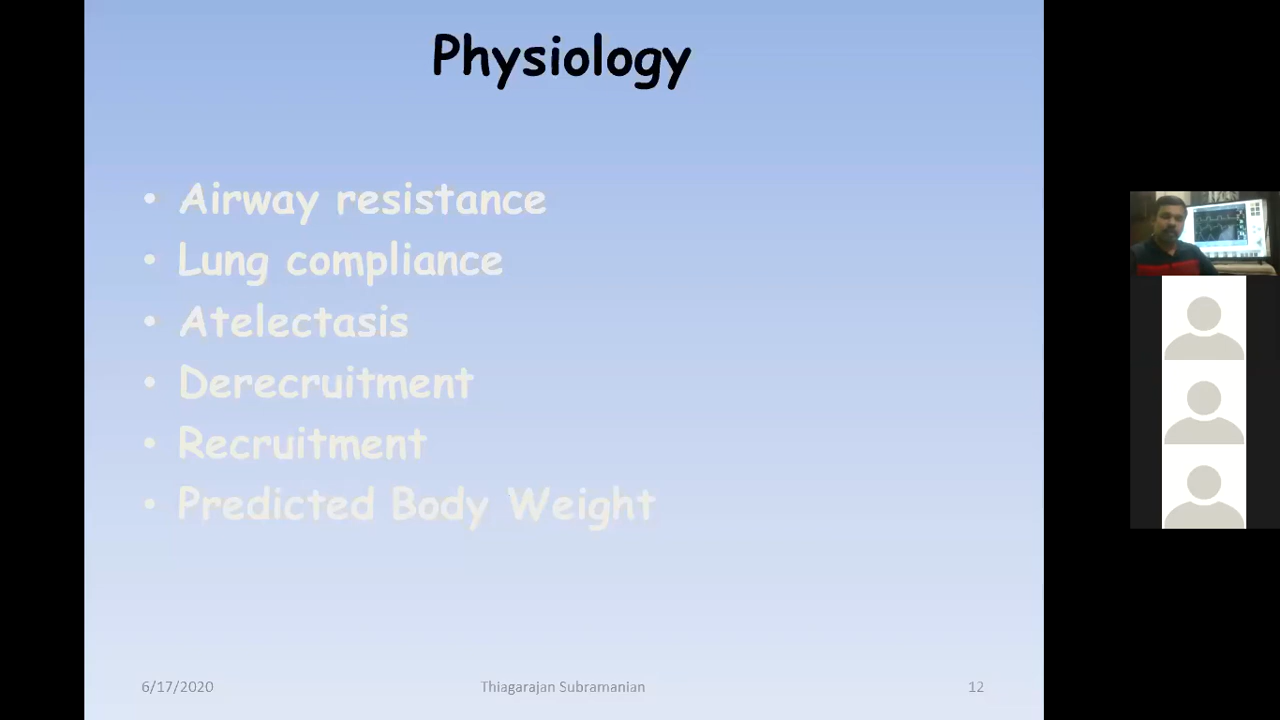 Physiology
• Airway resistance
• Lung compliance
• Atelectasis
• Derecruitment
• Recruitment
• Predicted Body Weight
6/17/2020
Thiagarajan Subramanian
12